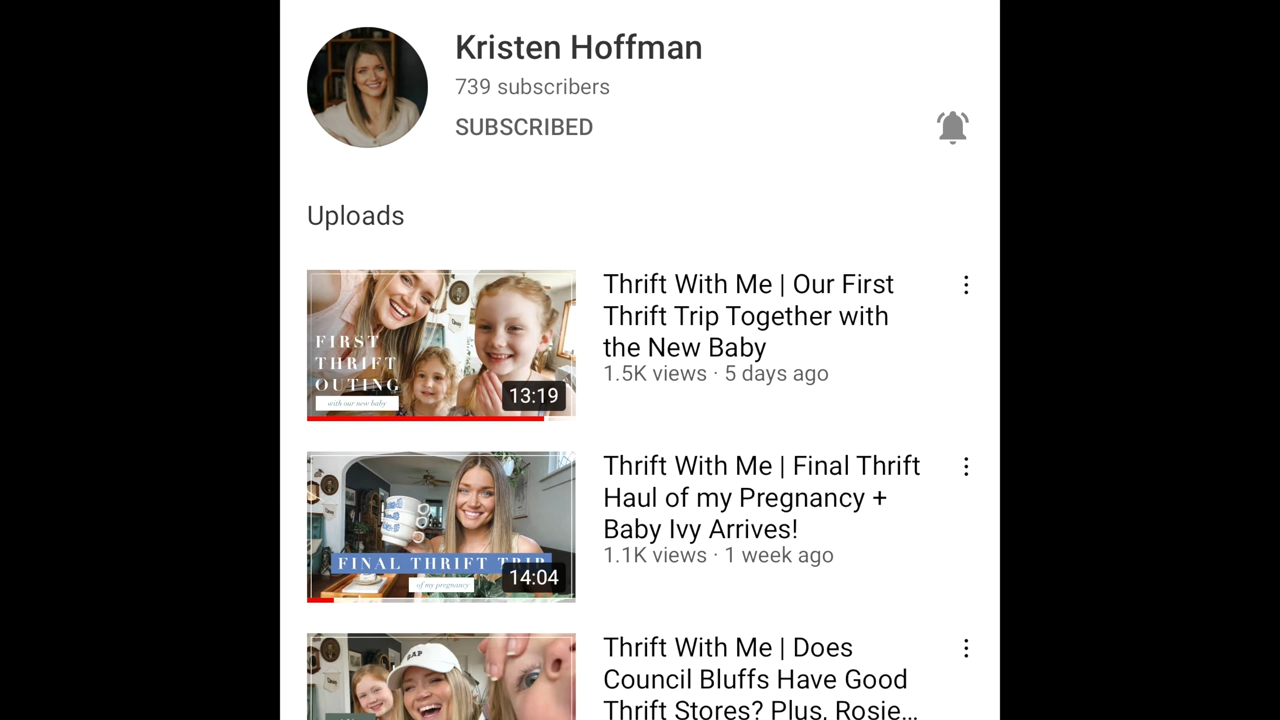 Kristen Hoffman
739 subscribers
SUBSCRIBED
Uploads
FIRST
THRIFT
OUTING
with our new baby
13:19
Thrift With Me | Our First
Thrift Trip Together with
the New Baby
1.5K views · 5 days ago
FINAL THRIFT TRIP
of my pregnancy
14:04
Thrift With Me | Final Thrift
Haul of my Pregnancy +
Baby Ivy Arrives!
1.1K views · 1 week ago
GAP
Thrift With Me | Does
Council Bluffs Have Good
Thrift Stores? Plus, Rosie...